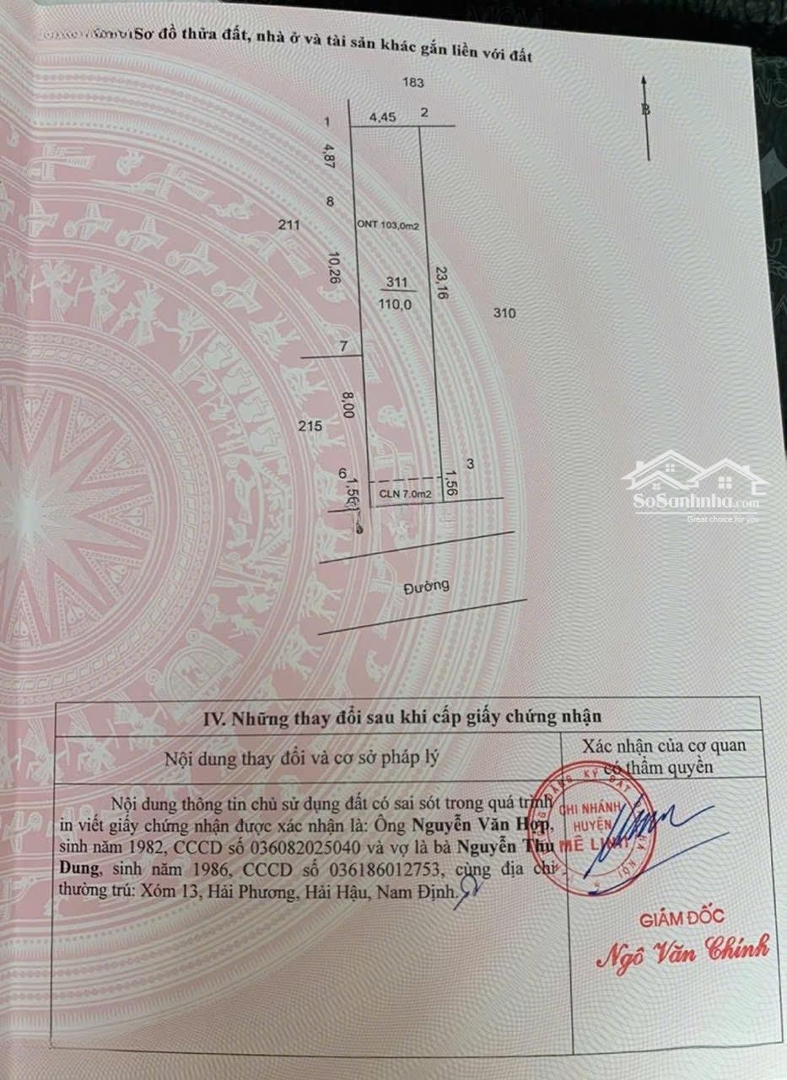 Sơ đồ thửa đất, nhà ở và tài sản khác gắn liền với đất
183
B
1
4,45
2
4,87
8
211
ONT 103,0m2
10,26
311
110,0
23,16
310
7
8,00
215
6
3
1,56
CLN 7.0m2
1,56
Đường
SoSanhnha.com
Great choice for you
IV. Những thay đổi sau khi cấp giấy chứng nhận
Nội dung thay đổi và cơ sở pháp lý
Xác nhận của cơ quan
có thẩm quyền
Nội dung thông tin chủ sử dụng đất có sai sót trong quá trình
in viết giấy chứng nhận được xác nhận là: Ông Nguyễn Văn Hợp,
sinh năm 1982, CCCD số 036082025040 và vợ là bà Nguyễn Thu
Dung, sinh năm 1986, CCCD số 036186012753, cùng địa chỉ
thường trú: Xóm 13, Hải Phương, Hải Hậu, Nam Định.
CHI NHÁNH
HUYỆN
MÊ LINH
GIÁM ĐỐC
Ngô Văn Chính